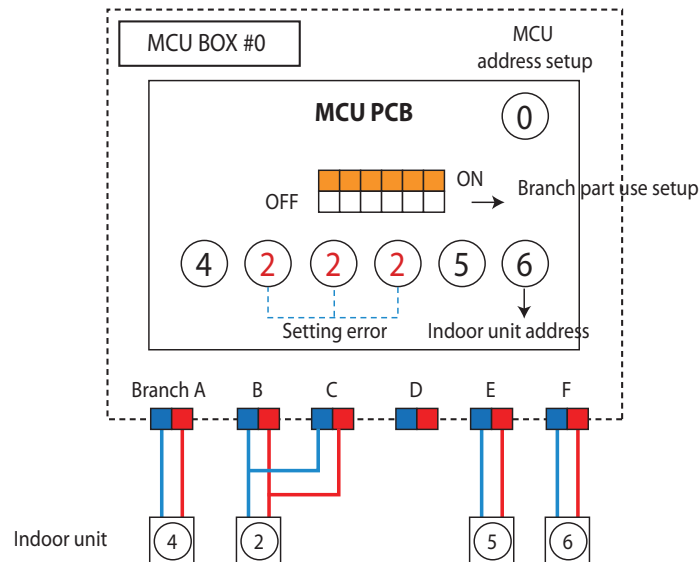 MCU BOX #0
MCU
address setup
MCU PCB
0
ON
OFF
Branch part use setup
4 2 2 2 5 6
Setting error
Indoor unit address
Branch A B C D E F
Indoor unit 4 2 5 6